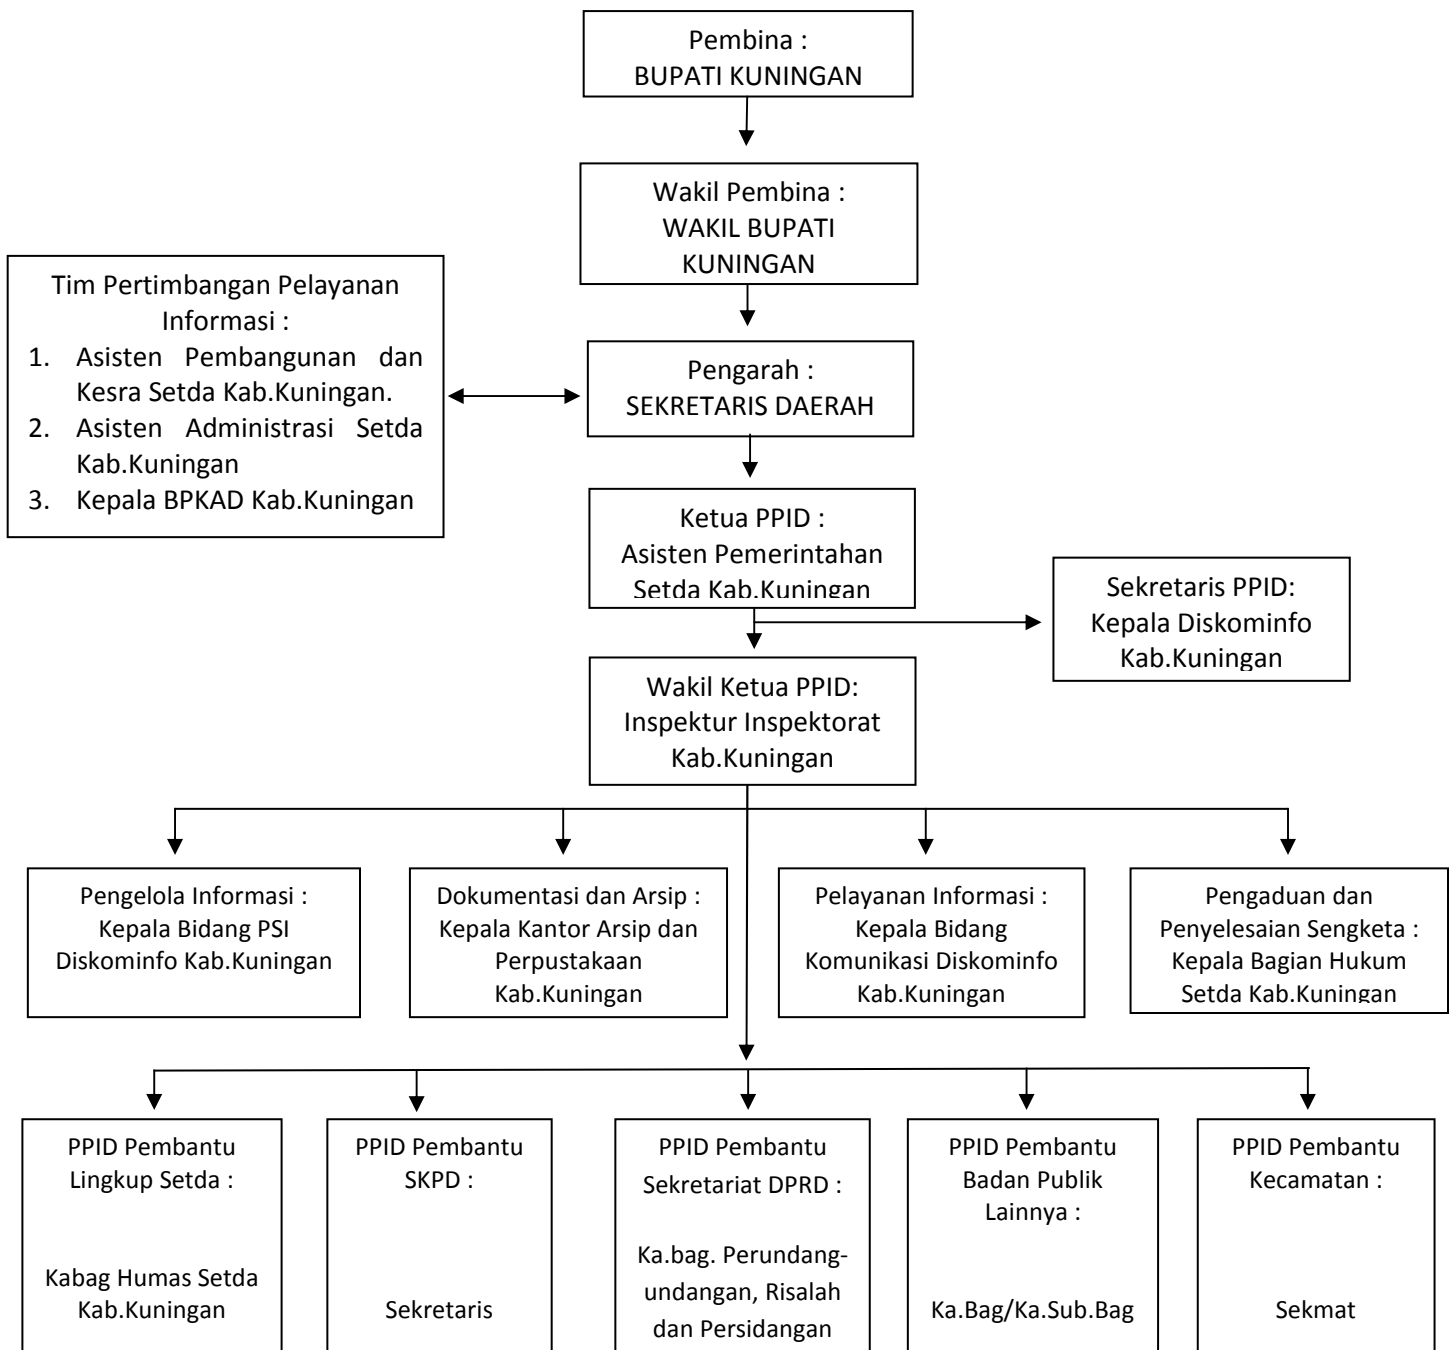 Pembina :
BUPATI KUNINGAN
Wakil Pembina :
WAKIL BUPATI
KUNINGAN
Tim Pertimbangan Pelayanan
Informasi :
1. Asisten Pembangunan dan
Kesra Setda Kab.Kuningan.
2. Asisten Administrasi Setda
Kab.Kuningan
3. Kepala BPKAD Kab.Kuningan
Pengarah :
SEKRETARIS DAERAH
Ketua PPID :
Asisten Pemerintahan
Setda Kab.Kuningan
Sekretaris PPID:
Kepala Diskominfo
Kab.Kuningan
Wakil Ketua PPID:
Inspektur Inspektorat
Kab.Kuningan
Pengelola Informasi :
Kepala Bidang PSI
Diskominfo Kab.Kuningan
Dokumentasi dan Arsip :
Kepala Kantor Arsip dan
Perpustakaan
Kab.Kuningan
Pelayanan Informasi :
Kepala Bidang
Komunikasi Diskominfo
Kab.Kuningan
Pengaduan dan
Penyelesaian Sengketa :
Kepala Bagian Hukum
Setda Kab.Kuningan
PPID Pembantu
Lingkup Setda :
Kabag Humas Setda
Kab.Kuningan
PPID Pembantu
SKPD :
Sekretaris
PPID Pembantu
Sekretariat DPRD :
Ka.bag. Perundang-
undangan, Risalah
dan Persidangan
PPID Pembantu
Badan Publik
Lainnya :
Ka.Bag/Ka.Sub.Bag
PPID Pembantu
Kecamatan :
Sekmat